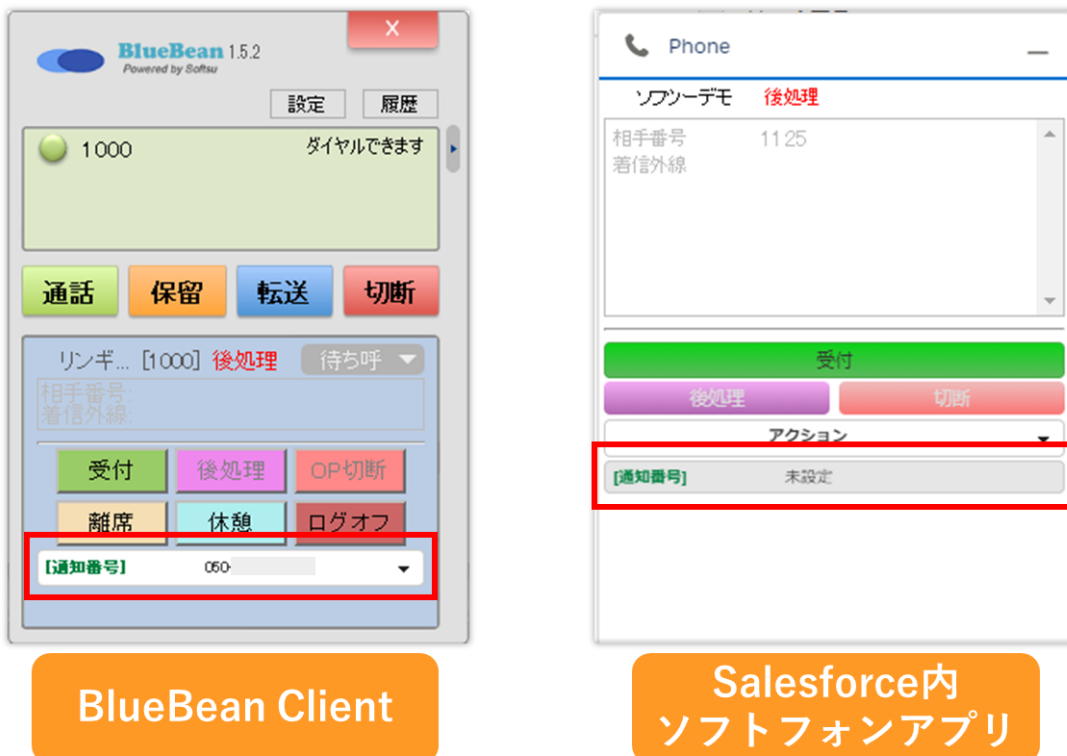 X
BlueBean 1.5.2
Powered by Softsu
設定 履歴
1000 ダイヤルできます
通話 保留 転送 切断
リンギ... [1000] 後処理 待ち呼
相手番号:
着信外線:
受付 後処理 OP切断
離席 休憩 ログオフ
[通知番号] 050-
BlueBean Client
Phone
ソフツーデモ 後処理
相手番号 1125
着信外線
受付
後処理 切断
アクション
[通知番号] 未設定
Salesforce内
ソフトフォンアプリ